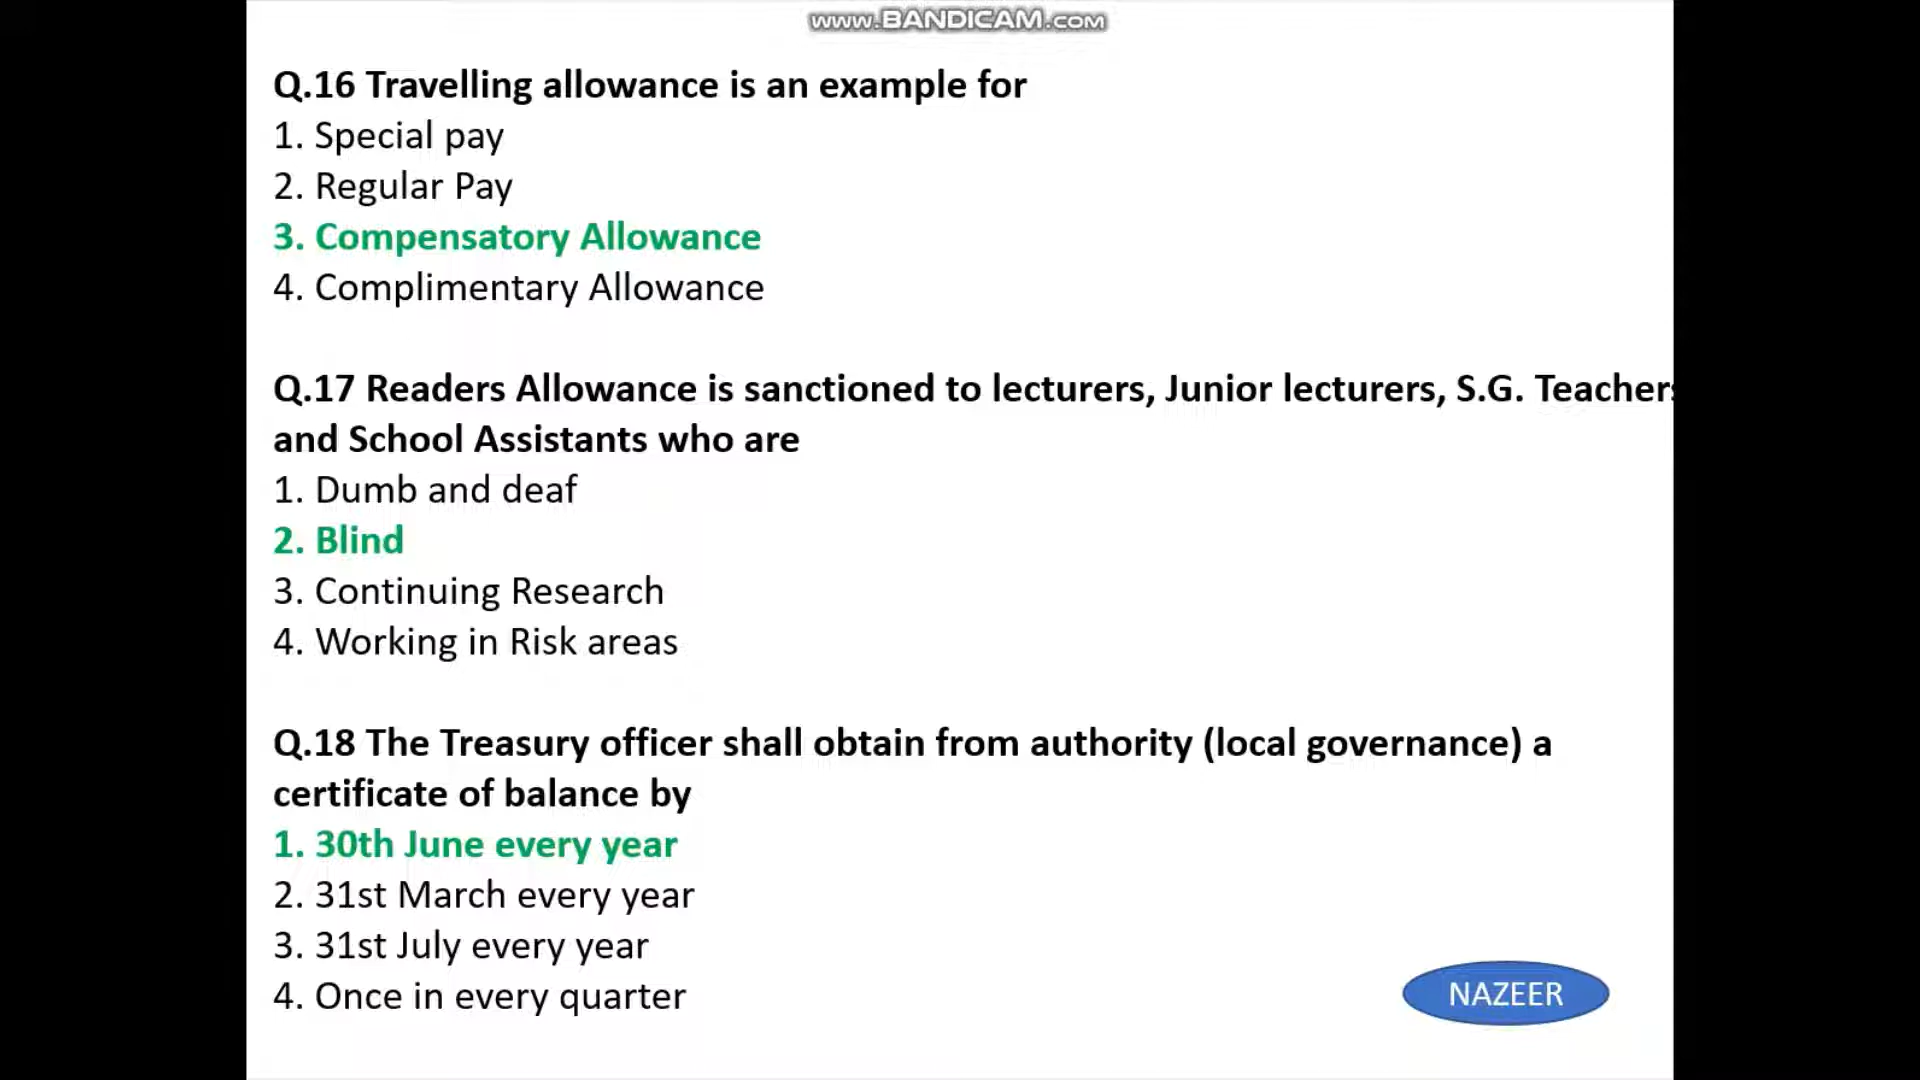 www.BANDICAM.com
Q.16 Travelling allowance is an example for
1. Special pay
2. Regular Pay
3. Compensatory Allowance
4. Complimentary Allowance
Q.17 Readers Allowance is sanctioned to lecturers, Junior lecturers, S.G. Teachers
and School Assistants who are
1. Dumb and deaf
2. Blind
3. Continuing Research
4. Working in Risk areas
Q.18 The Treasury officer shall obtain from authority (local governance) a
certificate of balance by
1. 30th June every year
2. 31st March every year
3. 31st July every year
4. Once in every quarter
NAZEER